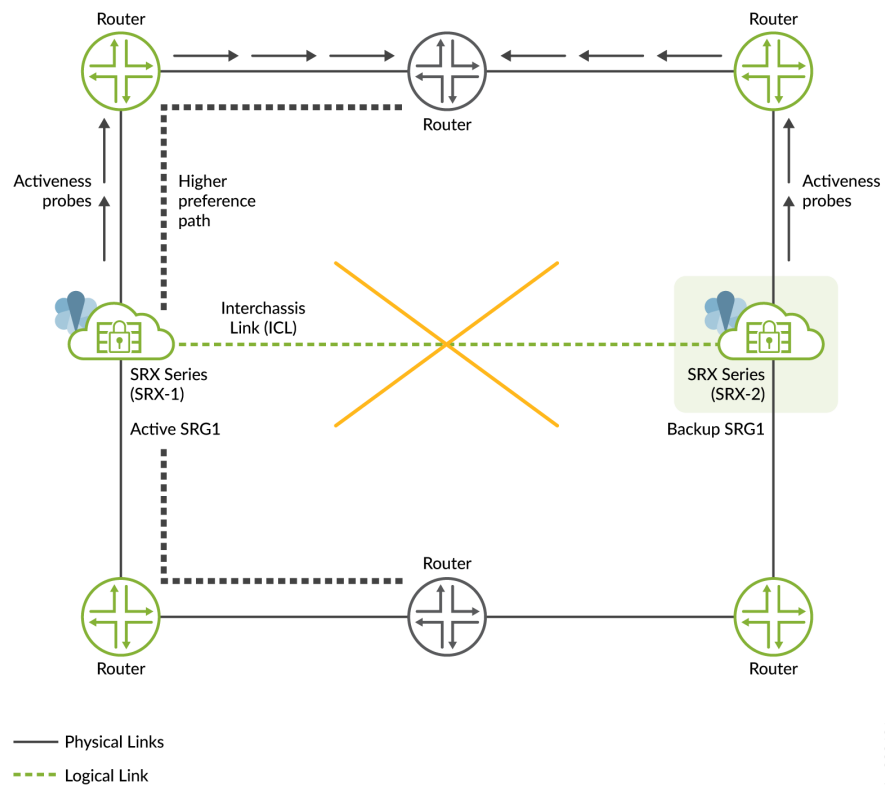 Router
Router
Router
Activeness
probes
Higher
preference
path
Activeness
probes
Interchassis
Link (ICL)
SRX Series
(SRX-1)
SRX Series
(SRX-2)
Active SRG1
Backup SRG1
Router
Router
Router
Physical Links
Logical Link